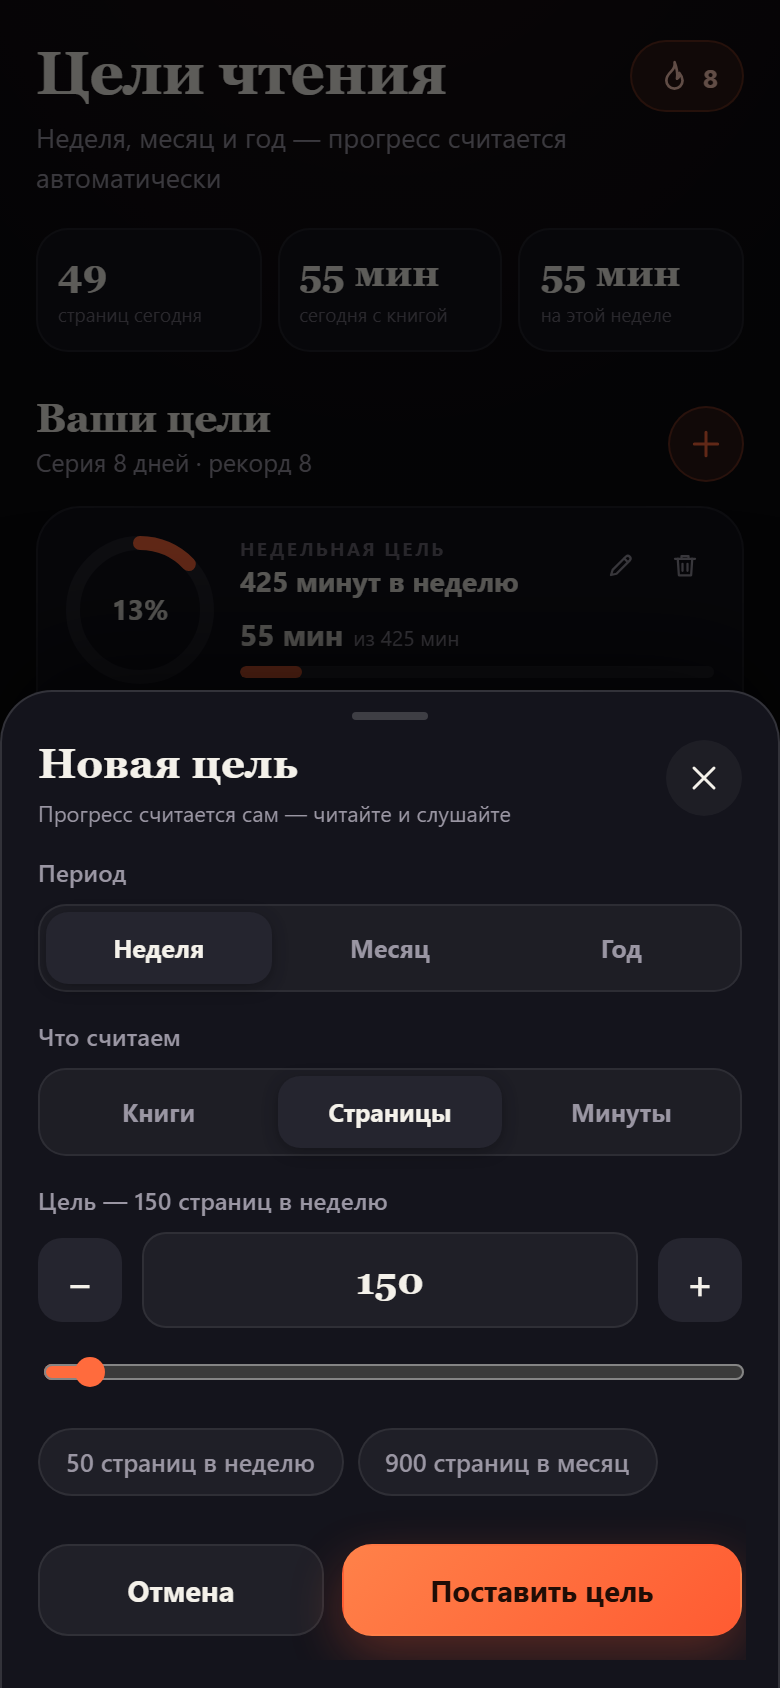 Цели чтения
8
Неделя, месяц и год — прогресс считается
автоматически
49
страниц сегодня
55 мин
сегодня с книгой
55 мин
на этой неделе
Ваши цели
Серия 8 дней · рекорд 8
13%
НЕДЕЛЬНАЯ ЦЕЛЬ
425 минут в неделю
55 мин из 425 мин
Новая цель
Прогресс считается сам — читайте и слушайте
Период
Неделя
Месяц
Год
Что считаем
Книги
Страницы
Минуты
Цель — 150 страниц в неделю
−
150
+
50 страниц в неделю
900 страниц в месяц
Отмена
Поставить цель